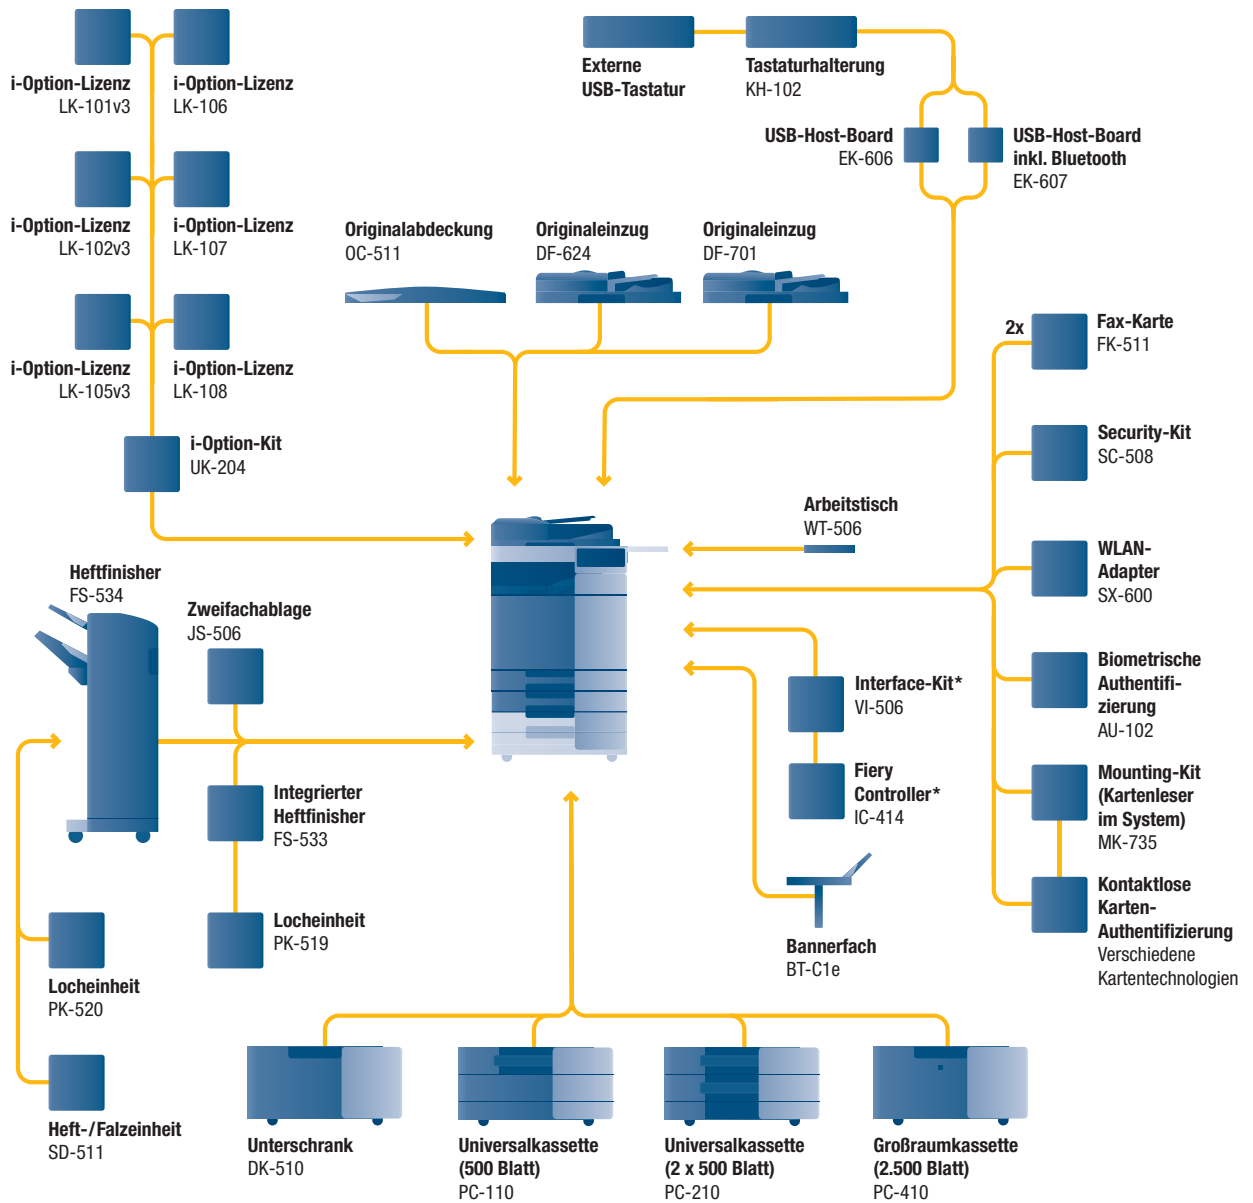 i-Option-Lizenz
LK-101v3
i-Option-Lizenz
LK-106
i-Option-Lizenz
LK-102v3
i-Option-Lizenz
LK-107
i-Option-Lizenz
LK-105v3
i-Option-Lizenz
LK-108
i-Option-Kit
UK-204
Externe
USB-Tastatur
Tastaturhalterung
KH-102
USB-Host-Board
EK-606
USB-Host-Board
inkl. Bluetooth
EK-607
Originalabdeckung
OC-511
Originaleinzug
DF-624
Originaleinzug
DF-701
2x
Fax-Karte
FK-511
Security-Kit
SC-508
WLAN-
Adapter
SX-600
Biometrische
Authentifi-
zierung
AU-102
Mounting-Kit
(Kartenleser
im System)
MK-735
Kontaktlose
Karten-
Authentifizierung
Verschiedene
Kartentechnologien
Arbeitstisch
WT-506
Interface-Kit*
VI-506
Fiery
Controller*
IC-414
Bannerfach
BT-C1e
Heftfinisher
FS-534
Zweifachablage
JS-506
Integrierter
Heftfinisher
FS-533
Locheinheit
PK-519
Locheinheit
PK-520
Heft-/Falzeinheit
SD-511
Unterschrank
DK-510
Universalkassette
(500 Blatt)
PC-110
Universalkassette
(2 x 500 Blatt)
PC-210
Großraumkassette
(2.500 Blatt)
PC-410